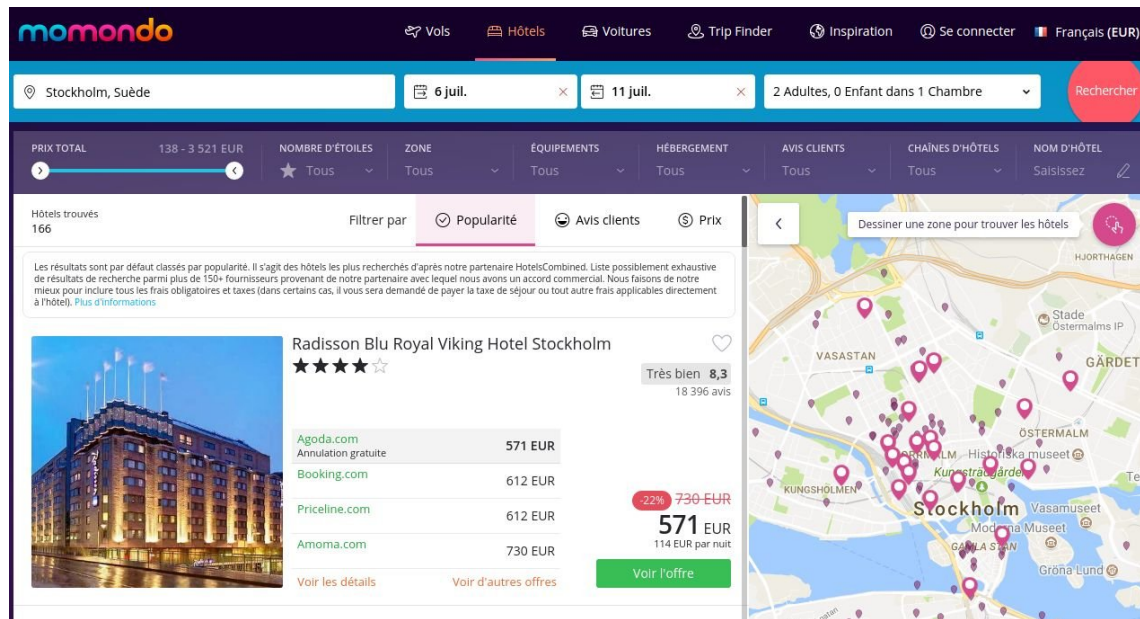 momondo
Vols
Hôtels
Voitures
Trip Finder
Inspiration
Se connecter
Français (EUR)
Stockholm, Suède
6 juil.
11 juil.
2 Adultes, 0 Enfant dans 1 Chambre
Rechercher
PRIX TOTAL
138 - 3 521 EUR
NOMBRE D'ÉTOILES
Tous
ZONE
Tous
ÉQUIPEMENTS
Tous
HÉBERGEMENT
Tous
AVIS CLIENTS
Tous
CHAÎNES D'HÔTELS
Tous
NOM D'HÔTEL
Saisissez
Hôtels trouvés
166
Filtrer par
Popularité
Avis clients
Prix
Les résultats sont par défaut classés par popularité. Il s'agit des hôtels les plus recherchés d'après notre partenaire HotelsCombined. Liste possiblement exhaustive
de résultats de recherche parmi plus de 150+ fournisseurs provenant de notre partenaire avec lequel nous avons un accord commercial. Nous faisons de notre
mieux pour inclure tous les frais obligatoires et taxes (dans certains cas, il vous sera demandé de payer la taxe de séjour ou tout autre frais applicables directement
à l'hôtel). Plus d'informations
Radisson Blu Royal Viking Hotel Stockholm
Très bien 8,3
18 396 avis
Agoda.com
Annulation gratuite
571 EUR
Booking.com
612 EUR
Priceline.com
612 EUR
Amoma.com
730 EUR
Voir les détails
Voir d'autres offres
-22% 730 EUR
571 EUR
114 EUR par nuit
Voir l'offre
Dessiner une zone pour trouver les hôtels
HJORTHAGEN
Stade
Östermalms IP
VASASTAN
GÄRDET
ÖSTERMALM
Historiska museet
KUNGSHOLMEN
Stockholm
Vasamuseet
Moderna
Museet
GAMLA STAN
Gröna Lund